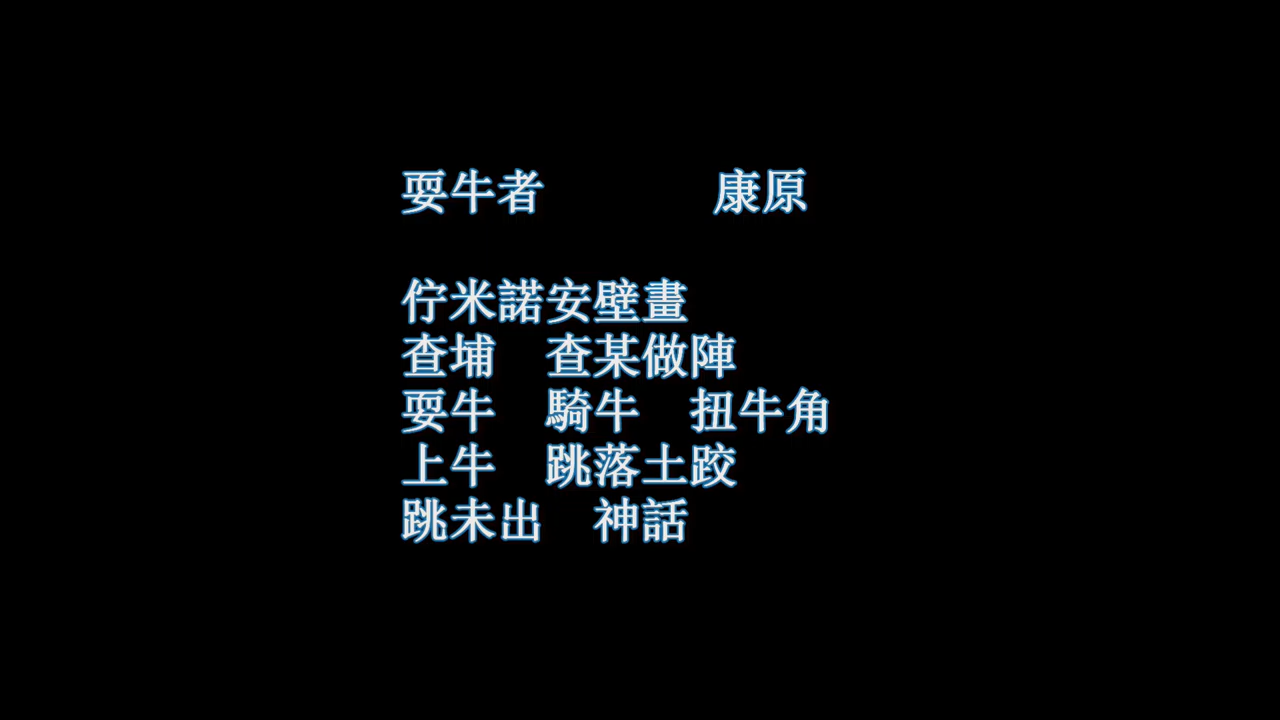 耍牛者　　　康原
佇米諾安壁畫
查埔　查某做陣
耍牛　騎牛　扭牛角
上牛　跳落土跤
跳未出　神話